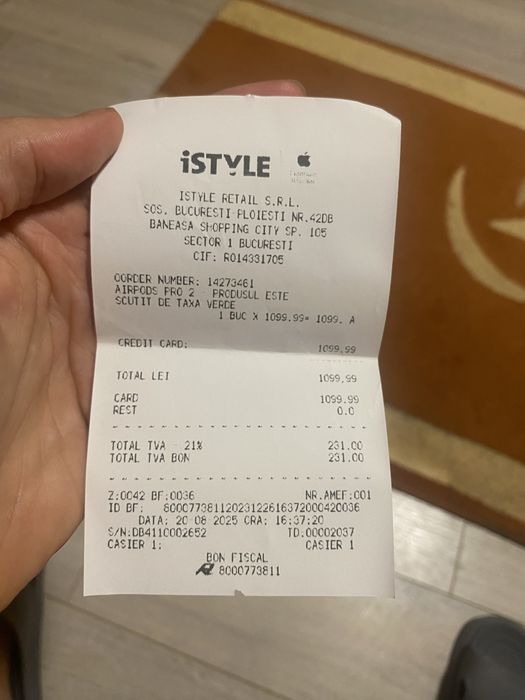 iSTYLE
ISTYLE RETAIL S.R.L.
SOS. BUCURESTI PLOIESTI NR.42DB
BANEASA SHOPPING CITY SP. 105
SECTOR 1 BUCURESTI
CIF: RO14331705
OORDER NUMBER: 14273461
AIRPODS PRO 2 - PRODUSUL ESTE
SCUTIT DE TAXA VERDE
1 BUC X 1099.99= 1099. A
CREDIT CARD: 1099,99
TOTAL LEI 1099,99
CARD 1099.99
REST 0.0
TOTAL TVA - 21% 231.00
TOTAL TVA BON 231.00
Z:0042 BF:0036 NR.AMEF:001
ID BF: 80007738112023122616372000420036
DATA: 20 08 2025 ORA: 16:37:20
S/N:DB4110002652 TD.00002037
CASIER 1; CASIER 1
BON FISCAL
8000773811